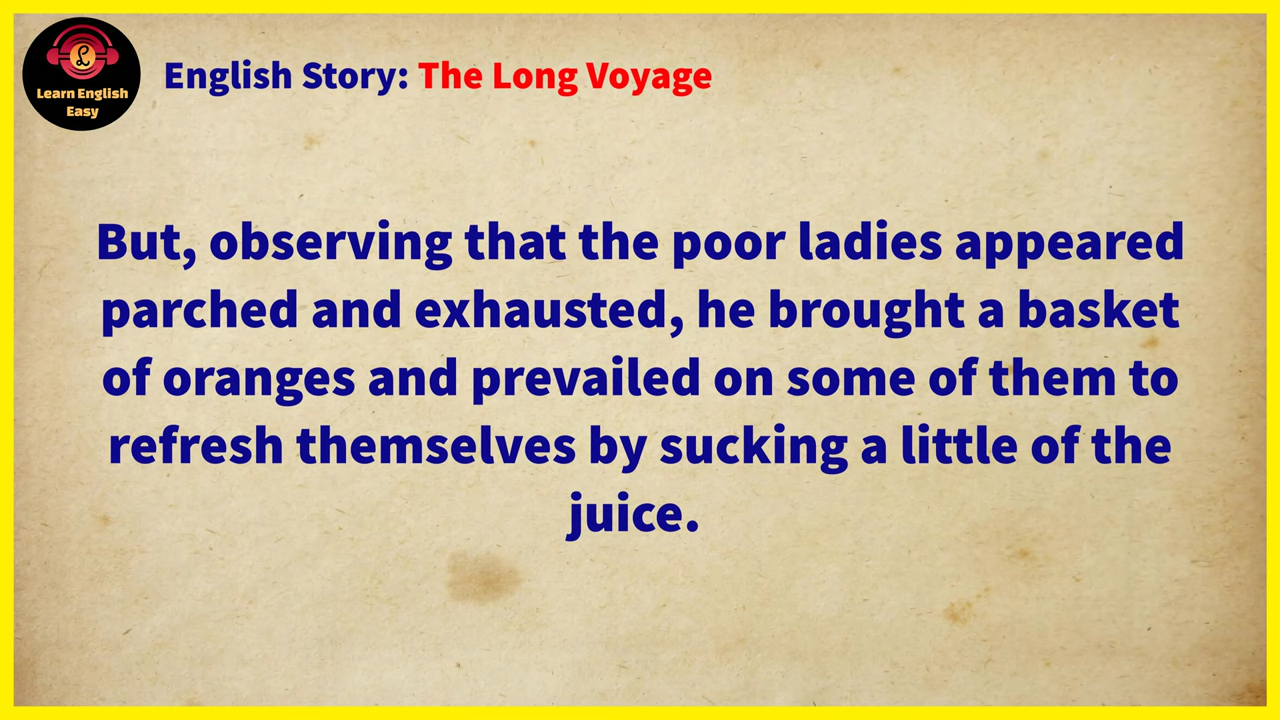 Learn English
Easy
English Story: The Long Voyage
But, observing that the poor ladies appeared
parched and exhausted, he brought a basket
of oranges and prevailed on some of them to
refresh themselves by sucking a little of the
juice.